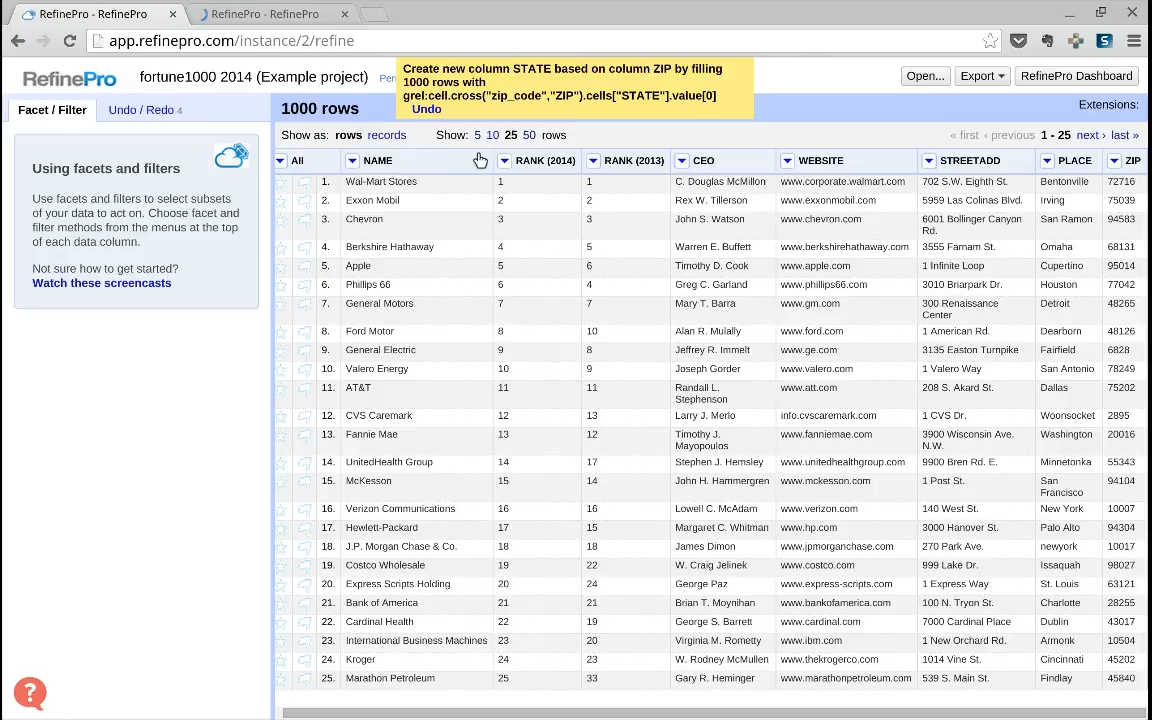 RefinePro - RefinePro × RefinePro - RefinePro ×
app.refinepro.com/instance/2/refine
RefinePro fortune1000 2014 (Example project) Open... Export RefinePro Dashboard
Create new column STATE based on column ZIP by filling
1000 rows with
grel:cell.cross("zip_code","ZIP").cells["STATE"].value[0]
Undo
Facet / Filter Undo / Redo 4 1000 rows Extensions:
Show as: rows records Show: 5 10 25 50 rows « first ‹ previous 1 - 25 next › last »
Using facets and filters
Use facets and filters to select subsets
of your data to act on. Choose facet and
filter methods from the menus at the top
of each data column.
Not sure how to get started?
Watch these screencasts
All NAME RANK (2014) RANK (2013) CEO WEBSITE STREETADD PLACE ZIP
1. Wal-Mart Stores 1 1 C. Douglas McMillon www.corporate.walmart.com 702 S.W. Eighth St. Bentonville 72716
2. Exxon Mobil 2 2 Rex W. Tillerson www.exxonmobil.com 5959 Las Colinas Blvd. Irving 75039
3. Chevron 3 3 John S. Watson www.chevron.com 6001 Bollinger Canyon San Ramon 94583
Rd.
4. Berkshire Hathaway 4 5 Warren E. Buffett www.berkshirehathaway.com 3555 Farnam St. Omaha 68131
5. Apple 5 6 Timothy D. Cook www.apple.com 1 Infinite Loop Cupertino 95014
6. Phillips 66 6 4 Greg C. Garland www.phillips66.com 3010 Briarpark Dr. Houston 77042
7. General Motors 7 7 Mary T. Barra www.gm.com 300 Renaissance Detroit 48265
Center
8. Ford Motor 8 10 Alan R. Mulally www.ford.com 1 American Rd. Dearborn 48126
9. General Electric 9 8 Jeffrey R. Immelt www.ge.com 3135 Easton Turnpike Fairfield 6828
10. Valero Energy 10 9 Joseph Gorder www.valero.com 1 Valero Way San Antonio 78249
11. AT&T 11 11 Randall L. www.att.com 208 S. Akard St. Dallas 75202
Stephenson
12. CVS Caremark 12 13 Larry J. Merlo info.cvscaremark.com 1 CVS Dr. Woonsocket 2895
13. Fannie Mae 13 12 Timothy J. www.fanniemae.com 3900 Wisconsin Ave. Washington 20016
Mayopoulos N.W.
14. UnitedHealth Group 14 17 Stephen J. Hemsley www.unitedhealthgroup.com 9900 Bren Rd. E. Minnetonka 55343
15. McKesson 15 14 John H. Hammergren www.mckesson.com 1 Post St. San 94104
Francisco
16. Verizon Communications 16 16 Lowell C. McAdam www.verizon.com 140 West St. New York 10007
17. Hewlett-Packard 17 15 Margaret C. Whitman www.hp.com 3000 Hanover St. Palo Alto 94304
18. J.P. Morgan Chase & Co. 18 18 James Dimon www.jpmorganchase.com 270 Park Ave. newyork 10017
19. Costco Wholesale 19 22 W. Craig Jelinek www.costco.com 999 Lake Dr. Issaquah 98027
20. Express Scripts Holding 20 24 George Paz www.express-scripts.com 1 Express Way St. Louis 63121
21. Bank of America 21 21 Brian T. Moynihan www.bankofamerica.com 100 N. Tryon St. Charlotte 28255
22. Cardinal Health 22 19 George S. Barrett www.cardinal.com 7000 Cardinal Place Dublin 43017
23. International Business Machines 23 20 Virginia M. Rometty www.ibm.com 1 New Orchard Rd. Armonk 10504
24. Kroger 24 23 W. Rodney McMullen www.thekrogerco.com 1014 Vine St. Cincinnati 45202
25. Marathon Petroleum 25 33 Gary R. Heminger www.marathonpetroleum.com 539 S. Main St. Findlay 45840
?